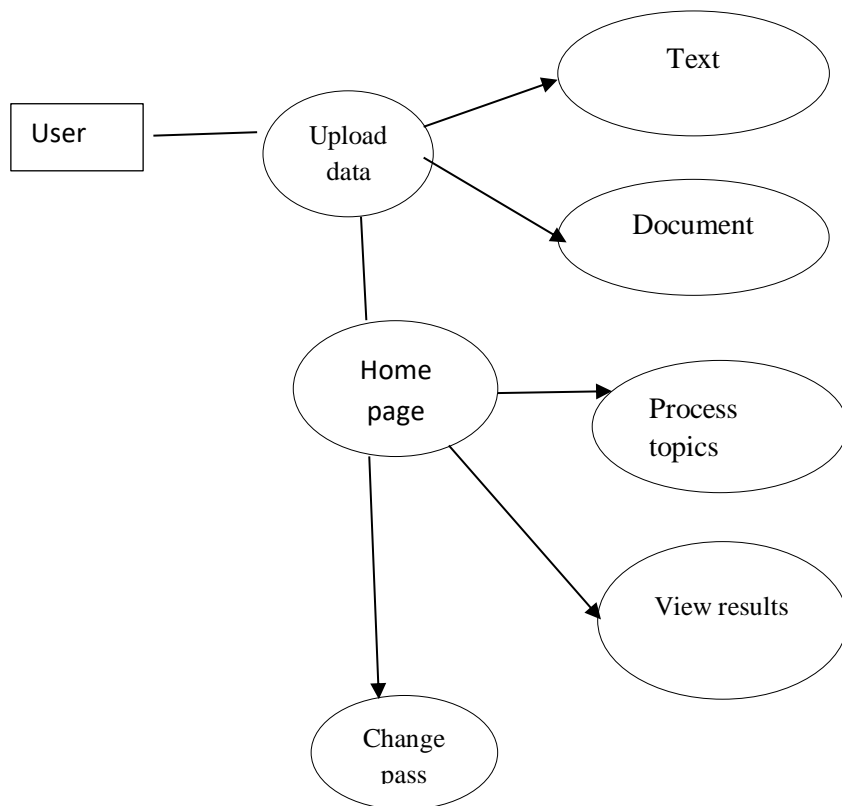 Text
User
Upload
data
Document
Home
page
Process
topics
View results
Change
pass